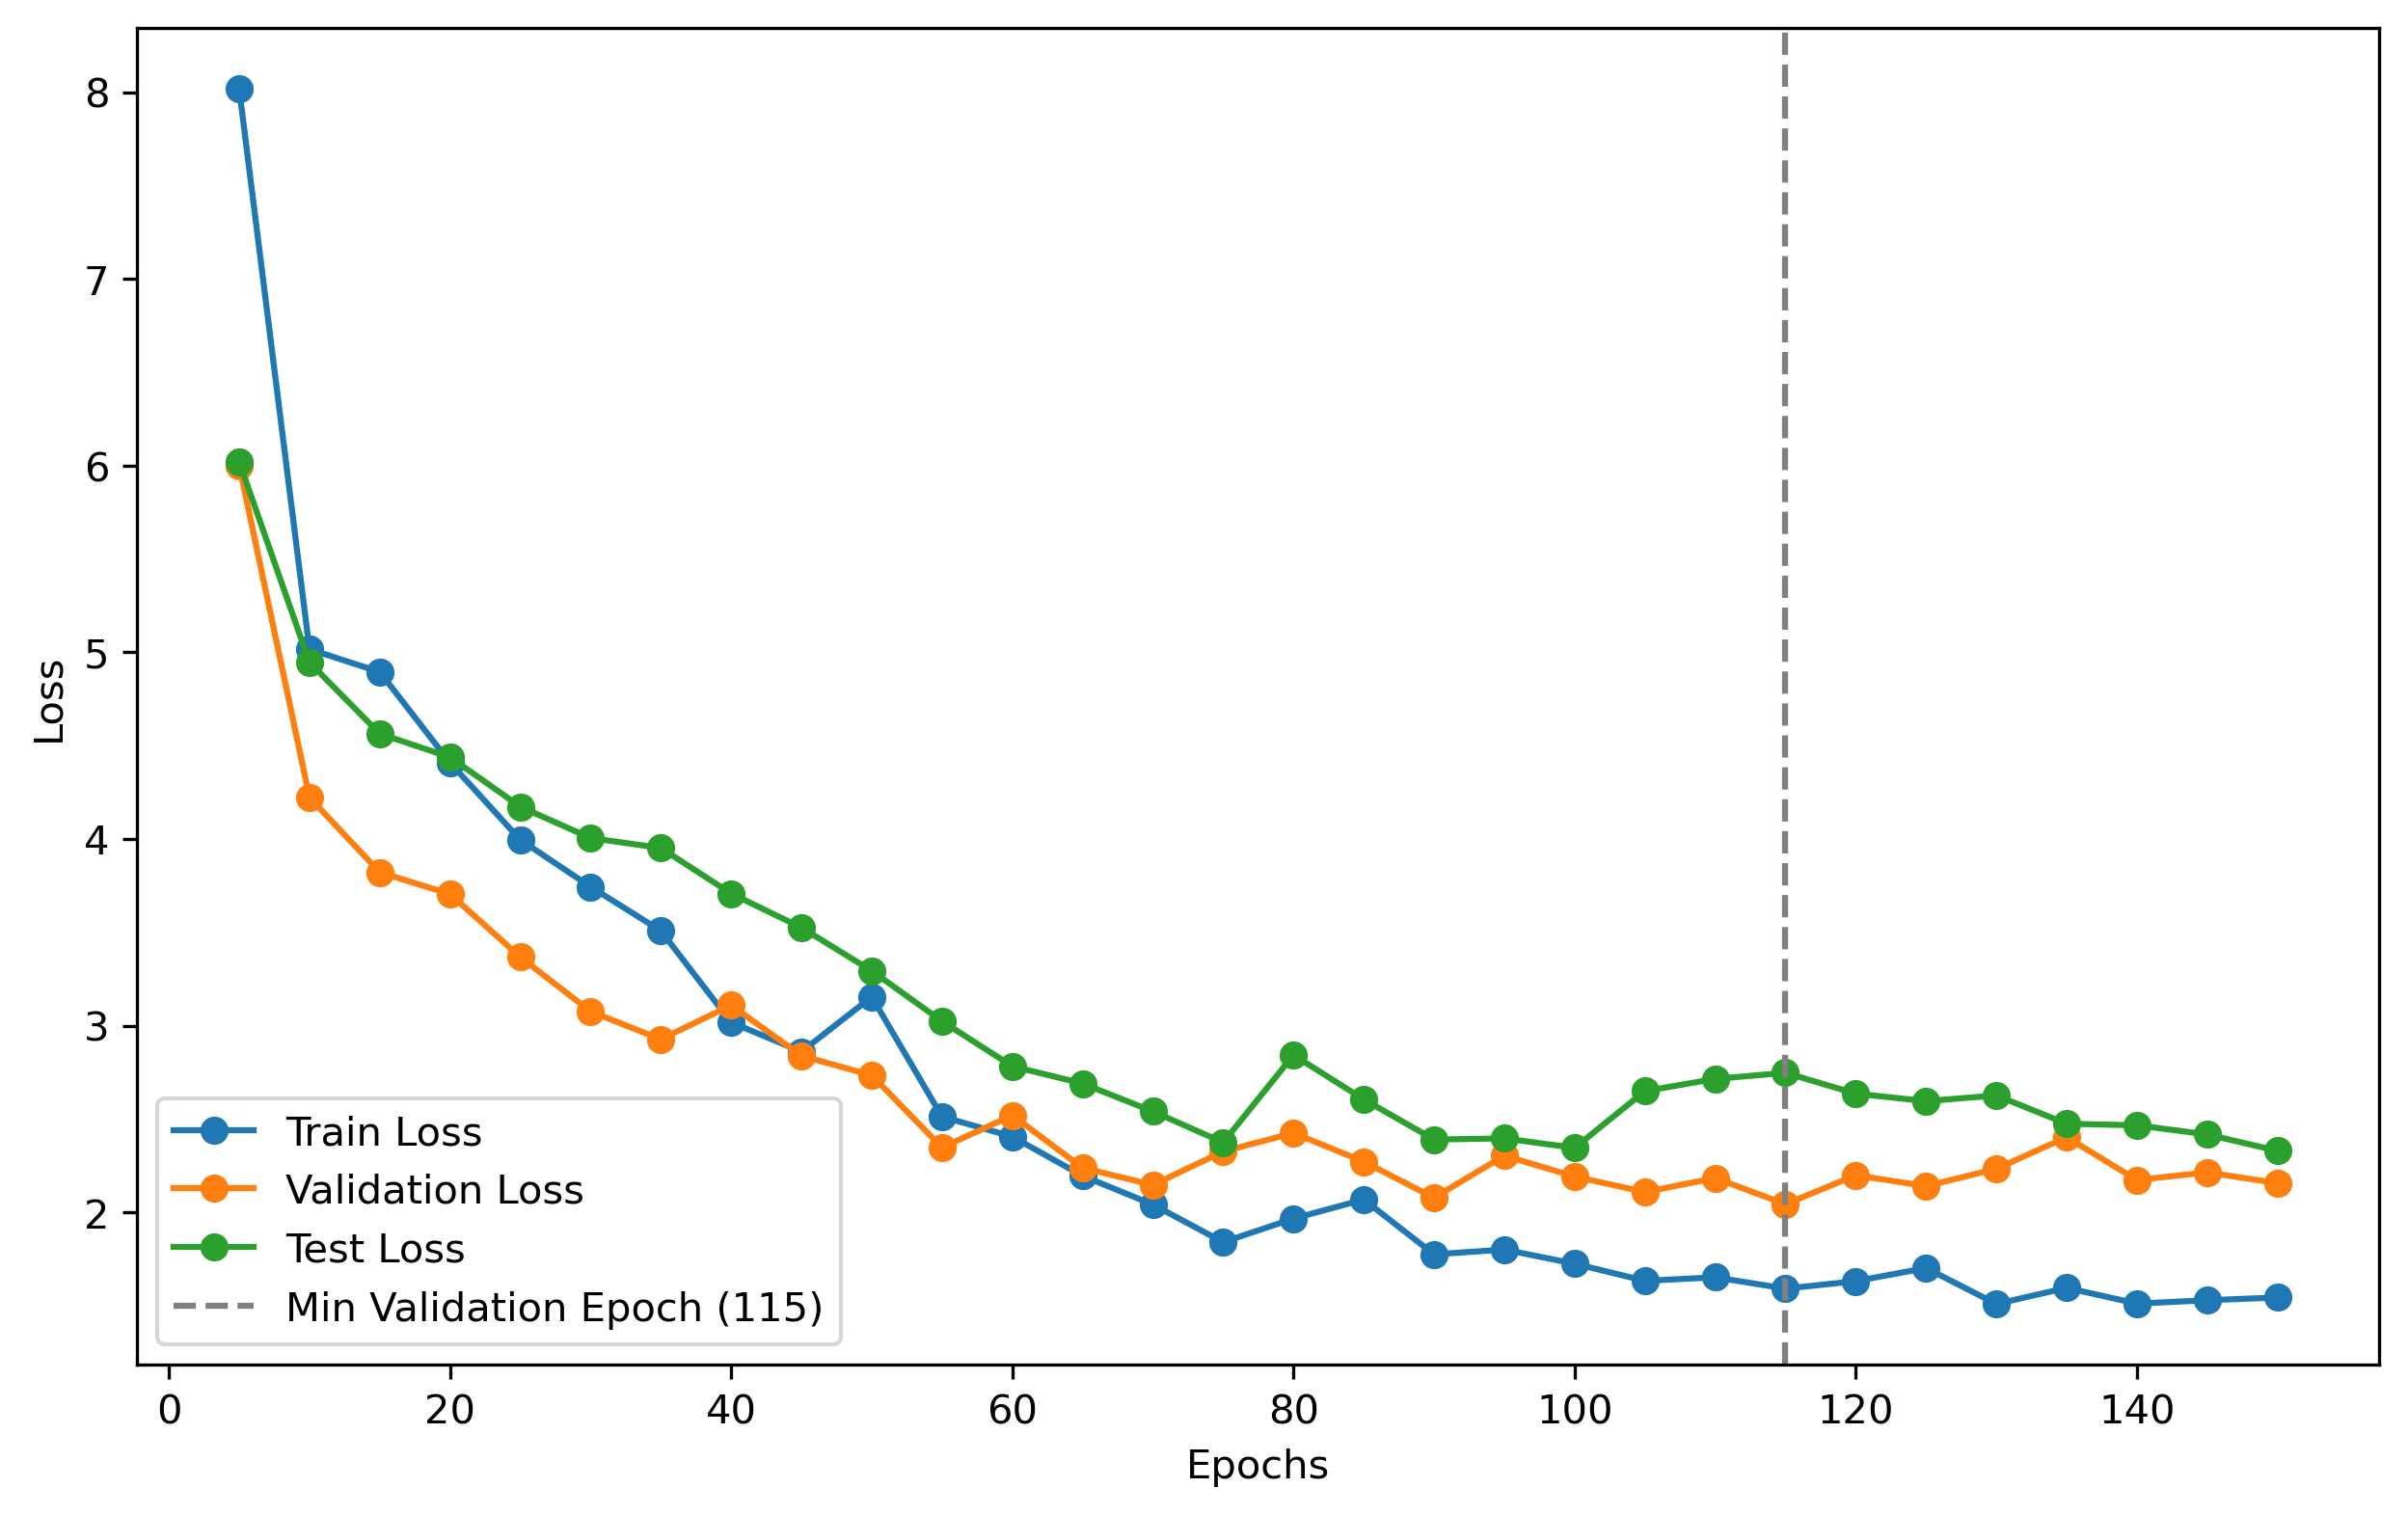 8
7
6
5
4
3
2
Loss
Train Loss
Validation Loss
Test Loss
Min Validation Epoch (115)
0 20 40 60 80 100 120 140
Epochs